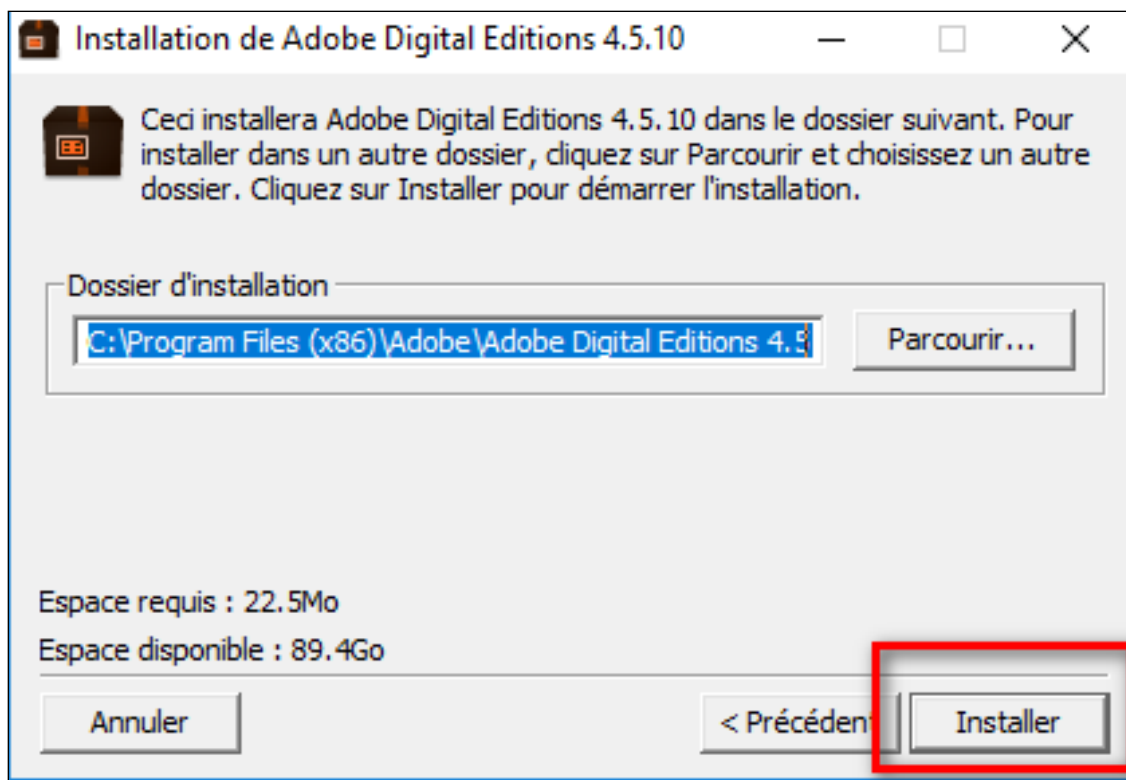 Installation de Adobe Digital Editions 4.5.10
Ceci installera Adobe Digital Editions 4.5.10 dans le dossier suivant. Pour
installer dans un autre dossier, cliquez sur Parcourir et choisissez un autre
dossier. Cliquez sur Installer pour démarrer l'installation.
Dossier d'installation
C:\Program Files (x86)\Adobe\Adobe Digital Editions 4.5
Parcourir...
Espace requis : 22.5Mo
Espace disponible : 89.4Go
Annuler
< Précédent
Installer